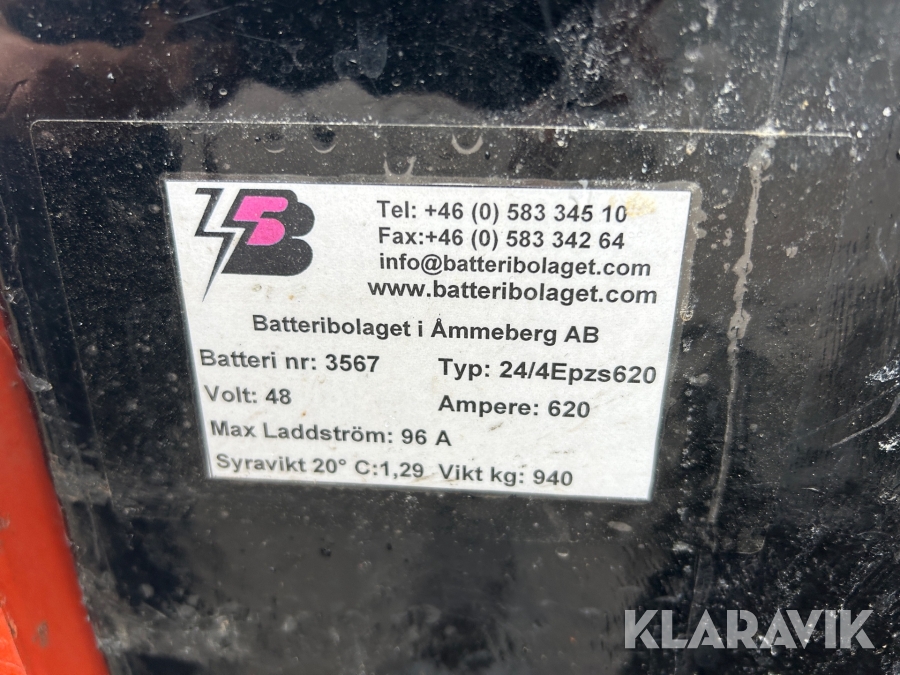 5B
Tel: +46 (0) 583 345 10
Fax:+46 (0) 583 342 64
info@batteribolaget.com
www.batteribolaget.com
Batteribolaget i Åmmeberg AB
Batteri nr: 3567 Typ: 24/4Epzs620
Volt: 48 Ampere: 620
Max Laddström: 96 A
Syravikt 20° C:1,29 Vikt kg: 940
KLARAVIK